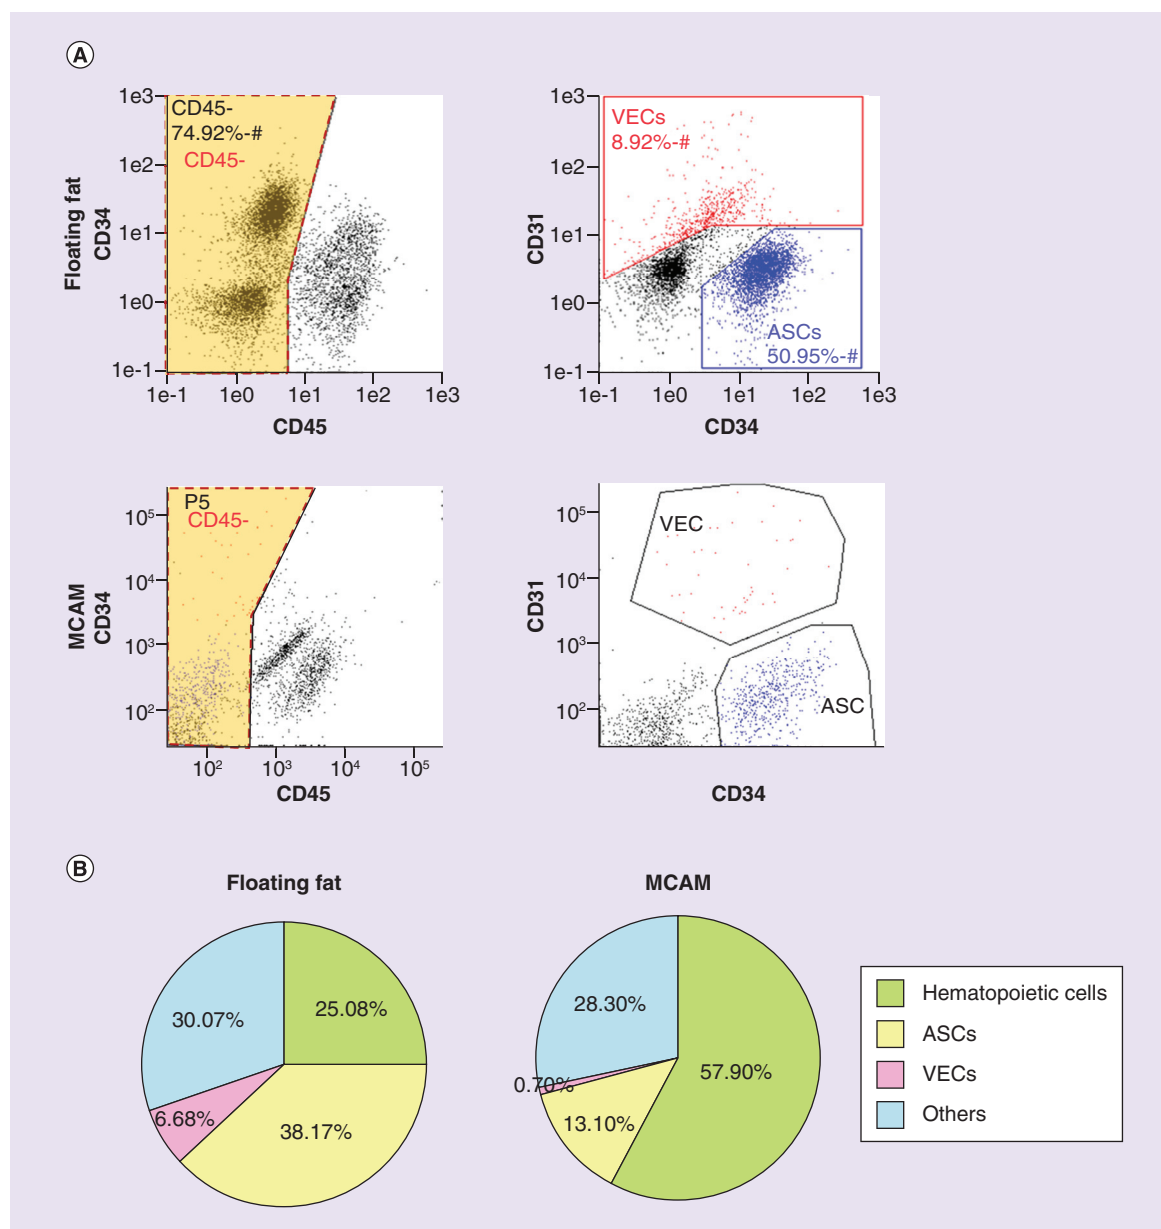 A
Floating fat
CD34
1e3
1e2
1e1
1e0
1e-1
CD45-
74.92%-#
CD45-
1e-1 1e0 1e1 1e2 1e3
CD45
CD31
1e3
1e2
1e1
1e0
1e-1
VECs
8.92%-#
ASCs
50.95%-#
1e-1 1e0 1e1 1e2 1e3
CD34
MCAM
CD34
10⁵
10⁴
10³
10²
P5
CD45-
10² 10³ 10⁴ 10⁵
CD45
CD31
10⁵
10⁴
10³
10²
VEC
ASC
CD34
B
Floating fat
30.07%
25.08%
6.68%
38.17%
MCAM
28.30%
57.90%
0.70%
13.10%
Hematopoietic cells
ASCs
VECs
Others